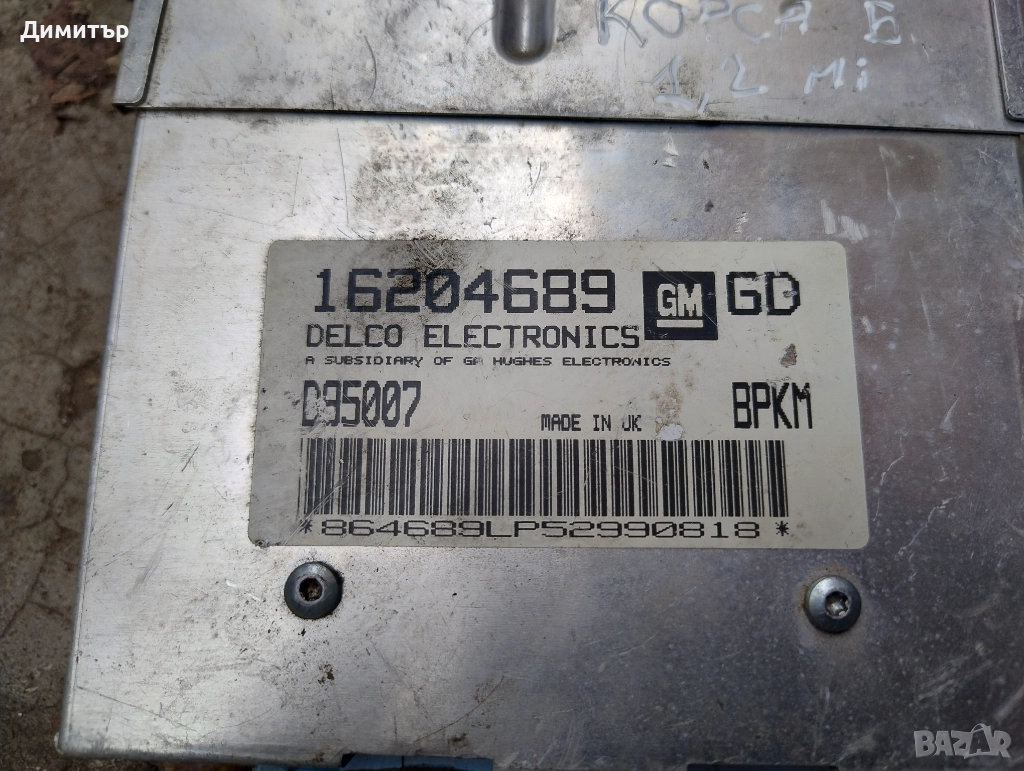 Димитър
КОРСА Б.
1,2 mi
16204689 GM GD
DELCO ELECTRONICS
A SUBSIDIARY OF GM HUGHES ELECTRONICS
D95007 MADE IN UK BPKM
*864689LP52990818*
BAZAR